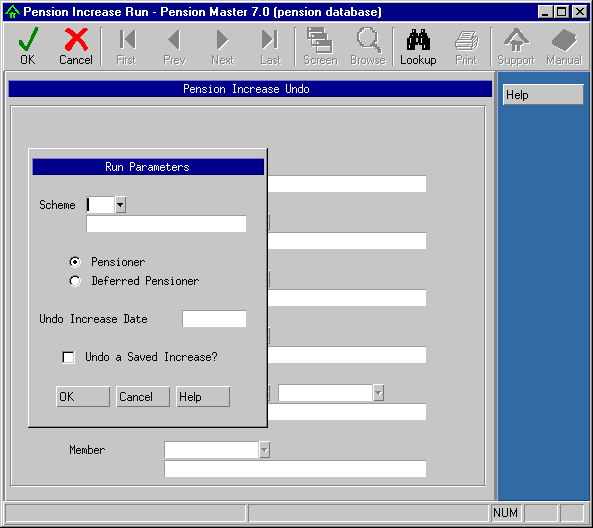 Pension Increase Run - Pension Master 7.0 (pension database)
OK Cancel First Prev Next Last Screen Browse Lookup Print Support Manual
Pension Increase Undo
Help
Run Parameters
Scheme
Pensioner
Deferred Pensioner
Undo Increase Date
Undo a Saved Increase?
OK Cancel Help
Member
NUM